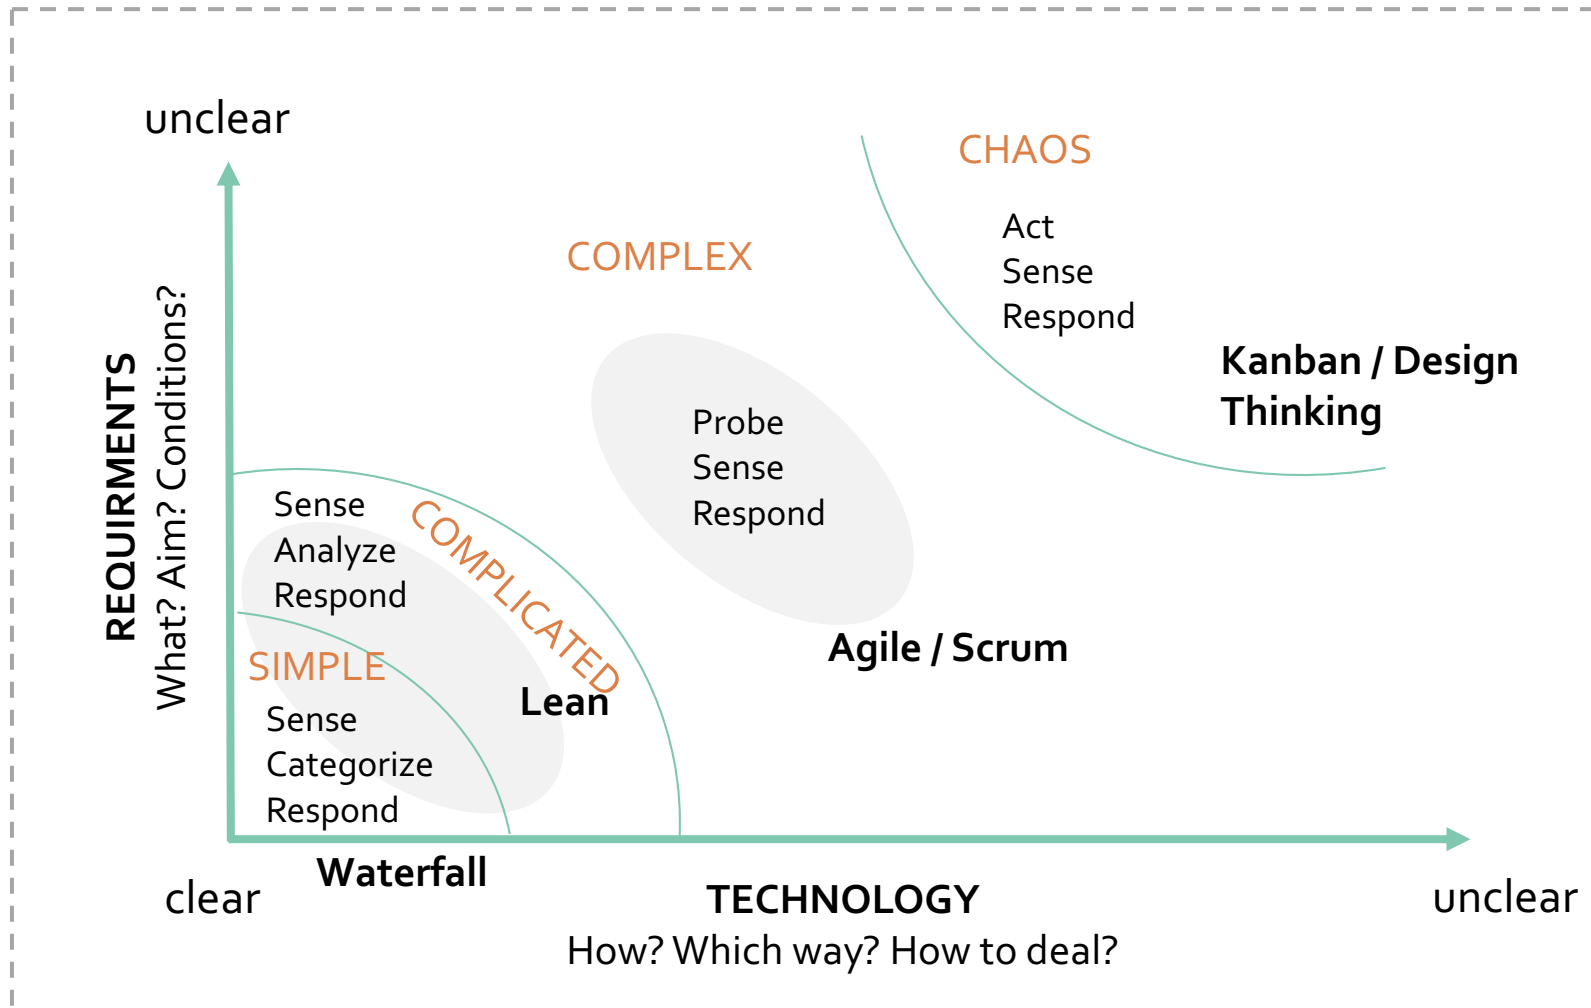 unclear
CHAOS
Act
Sense
Respond
COMPLEX
Kanban / Design
Thinking
REQUIRMENTS
What? Aim? Conditions?
Probe
Sense
Respond
Sense
Analyze
Respond
COMPLICATED
Agile / Scrum
SIMPLE
Lean
Sense
Categorize
Respond
Waterfall
clear
TECHNOLOGY
unclear
How? Which way? How to deal?